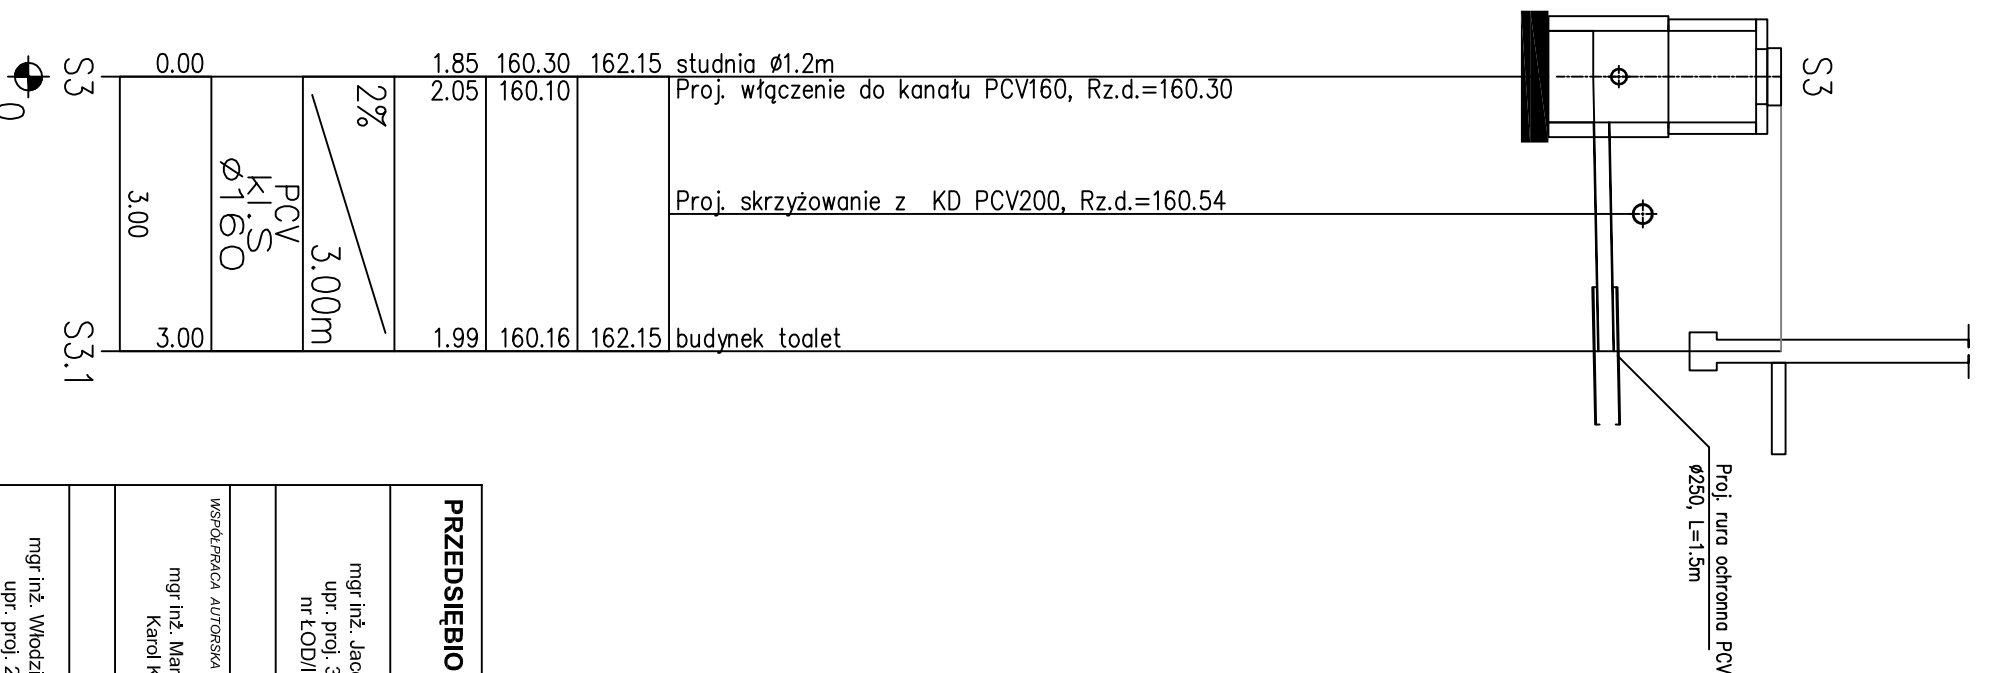 S3
0.00
1.85 160.30 162.15 studnia ø1.2m
2.05 160.10 Proj. włączenie do kanału PCV160, Rz.d.=160.30
S3
0
2%
3.00m
PCV
kl.S
ø160
3.00
Proj. skrzyżowanie z KD PCV200, Rz.d.=160.54
S3.1
3.00
1.99 160.16 162.15 budynek toalet
Proj. rura ochronna PCV
ø250, L=1.5m
PRZEDSIĘBIO
mgr inż. Jac
upr. proj. 3
nr ŁOD/I
WSPÓŁPRACA AUTORSKA
mgr inż. Mar
Karol K
mgr inż. Włodzi
upr. proj. 2